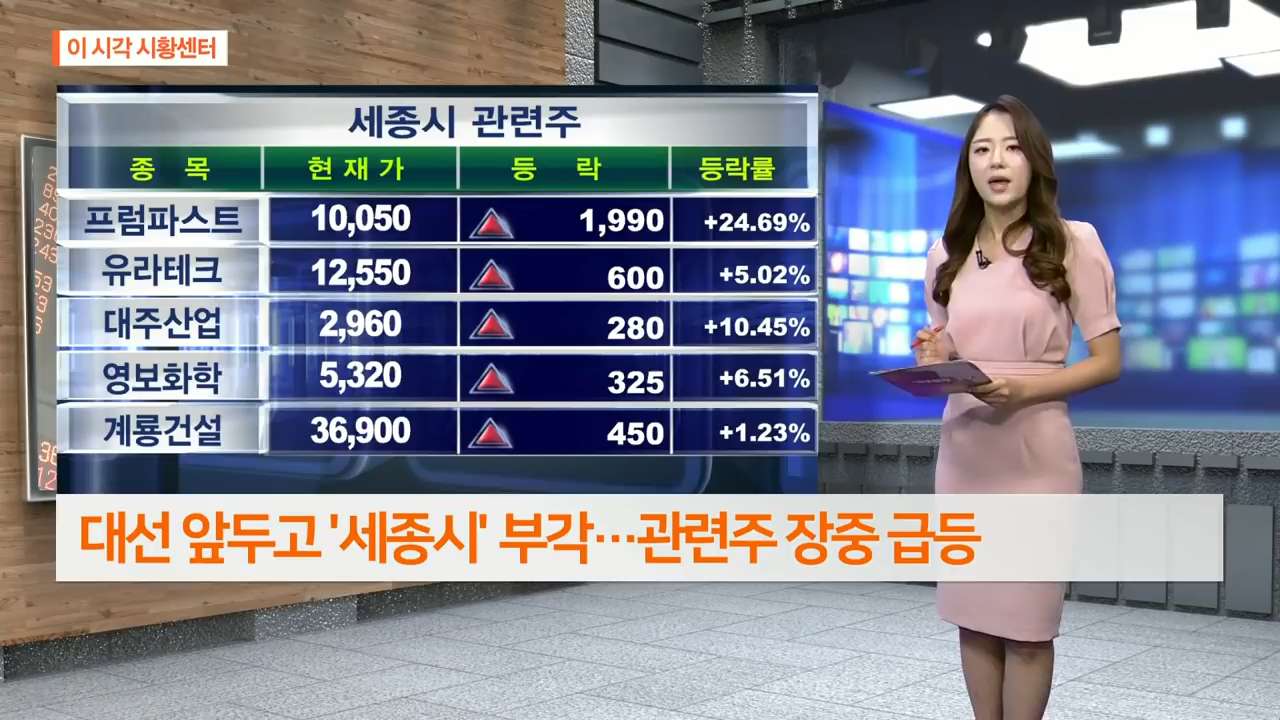 이 시각 시황센터
세종시 관련주
종 목 현 재 가 등 락 등락률
프럼파스트 10,050 ▲ 1,990 +24.69%
유라테크 12,550 ▲ 600 +5.02%
대주산업 2,960 ▲ 280 +10.45%
영보화학 5,320 ▲ 325 +6.51%
계룡건설 36,900 ▲ 450 +1.23%
대선 앞두고 '세종시' 부각…관련주 장중 급등